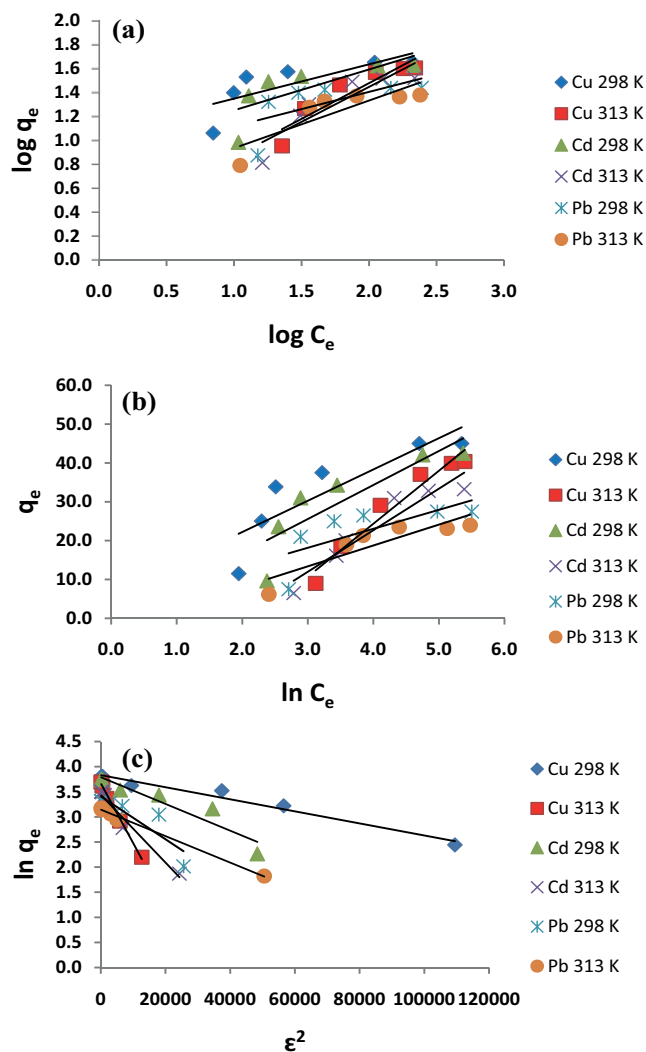 (a)
2.0
1.8
1.6
1.4
1.2
1.0
0.8
0.6
0.4
0.2
0.0
log qe
0.0 0.5 1.0 1.5 2.0 2.5 3.0
log Ce
Cu 298 K
Cu 313 K
Cd 298 K
Cd 313 K
Pb 298 K
Pb 313 K
(b)
60.0
50.0
40.0
30.0
20.0
10.0
0.0
qe
0.0 1.0 2.0 3.0 4.0 5.0 6.0
ln Ce
Cu 298 K
Cu 313 K
Cd 298 K
Cd 313 K
Pb 298 K
Pb 313 K
(c)
4.5
4.0
3.5
3.0
2.5
2.0
1.5
1.0
0.5
0.0
ln qe
0 20000 40000 60000 80000 100000 120000
ε²
Cu 298 K
Cu 313 K
Cd 298 K
Cd 313 K
Pb 298 K
Pb 313 K